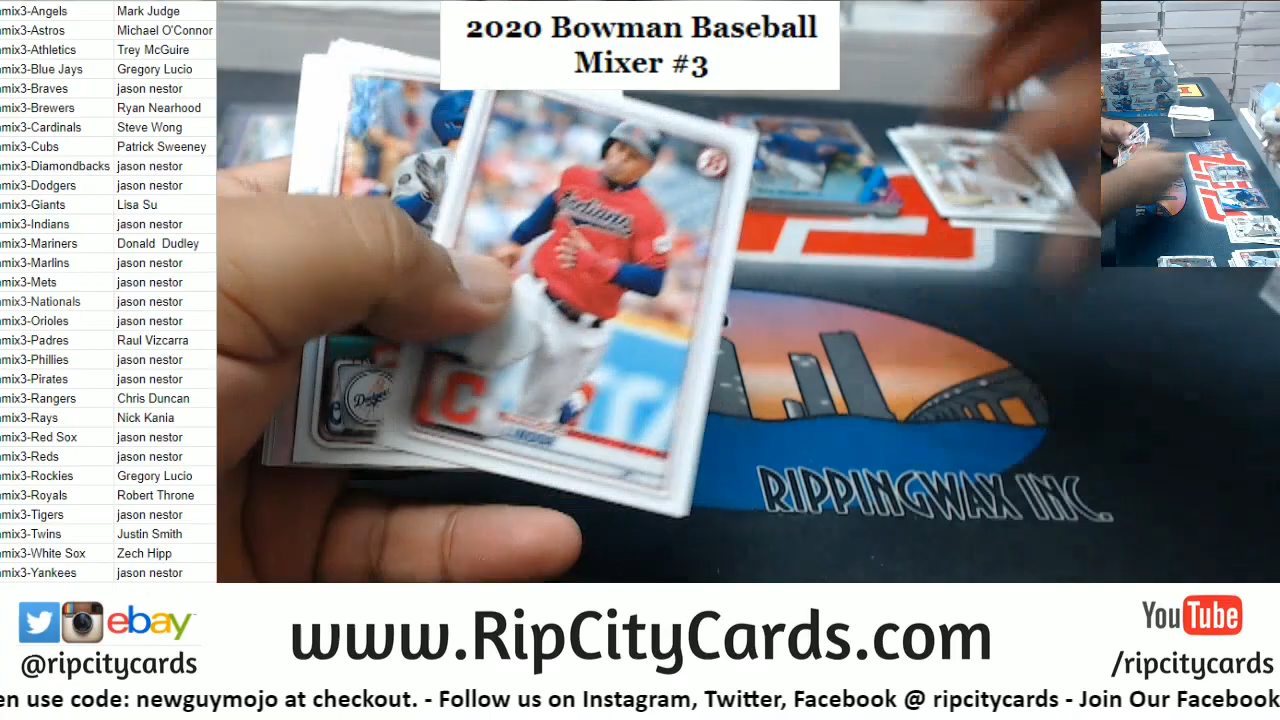 2020 Bowman Baseball
Mixer #3
mix3-Angels Mark Judge
mix3-Astros Michael O'Connor
mix3-Athletics Trey McGuire
mix3-Blue Jays Gregory Lucio
mix3-Braves jason nestor
mix3-Brewers Ryan Nearhood
mix3-Cardinals Steve Wong
mix3-Cubs Patrick Sweeney
mix3-Diamondbacks jason nestor
mix3-Dodgers jason nestor
mix3-Giants Lisa Su
mix3-Indians jason nestor
mix3-Mariners Donald Dudley
mix3-Marlins jason nestor
mix3-Mets jason nestor
mix3-Nationals jason nestor
mix3-Orioles jason nestor
mix3-Padres Raul Vizcarra
mix3-Phillies jason nestor
mix3-Pirates jason nestor
mix3-Rangers Chris Duncan
mix3-Rays Nick Kania
mix3-Red Sox jason nestor
mix3-Reds jason nestor
mix3-Rockies Gregory Lucio
mix3-Royals Robert Throne
mix3-Tigers jason nestor
mix3-Twins Justin Smith
mix3-White Sox Zech Hipp
mix3-Yankees jason nestor
Indians
C
Dodgers
RIPPINGWAX INC.
ebay
@ripcitycards
www.RipCityCards.com
YouTube
/ripcitycards
en use code: newguymojo at checkout. - Follow us on Instagram, Twitter, Facebook @ ripcitycards - Join Our Facebook